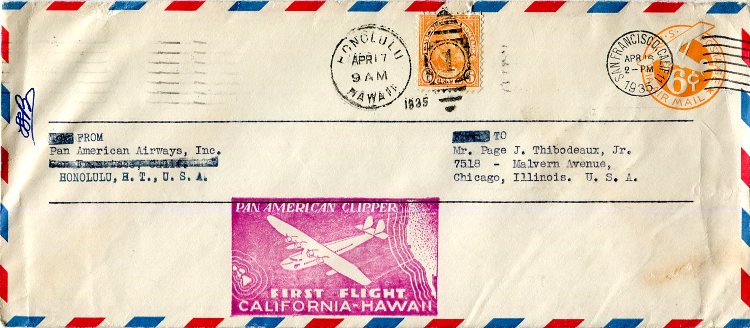 HONOLULU
APR 17
9 AM
HAWAII
1935
1
SAN FRANCISCO, CALIF.
APR 16
2 - PM
1935
U.S.
6¢
AIR MAIL
FROM
Pan American Airways, Inc.
HONOLULU, H. T., U. S. A.
TO
Mr. Page J. Thibodeaux, Jr.
7518 - Malvern Avenue,
Chicago, Illinois. U. S. A.
PAN AMERICAN CLIPPER
FIRST FLIGHT
CALIFORNIA-HAWAII